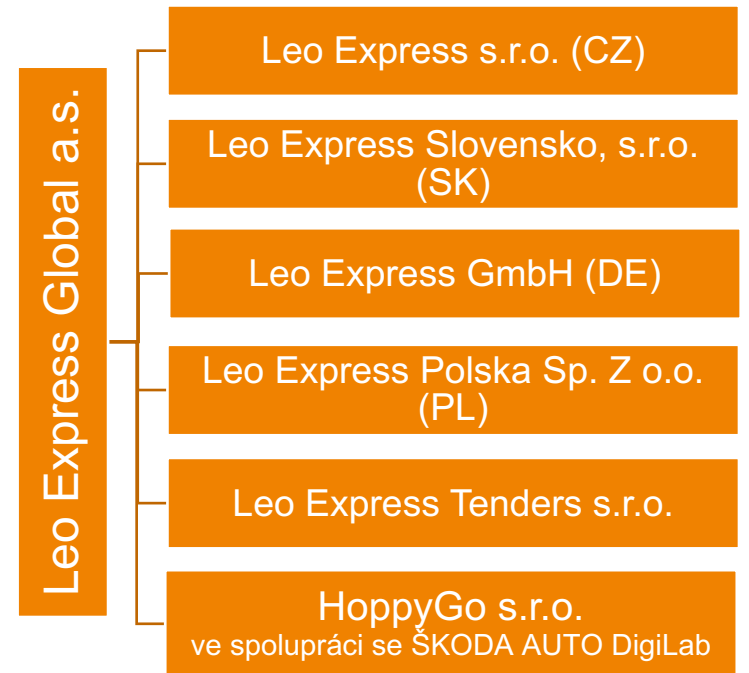 Leo Express Global a.s.
Leo Express s.r.o. (CZ)
Leo Express Slovensko, s.r.o.
(SK)
Leo Express GmbH (DE)
Leo Express Polska Sp. Z o.o.
(PL)
Leo Express Tenders s.r.o.
HoppyGo s.r.o.
ve spolupráci se ŠKODA AUTO DigiLab